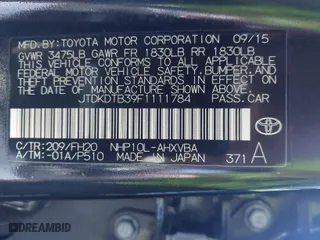 MFD. BY: TOYOTA MOTOR CORPORATION 09/15
GVWR 3475LB GAWR FR 1830LB RR 1830LB
THIS VEHICLE CONFORMS TO ALL APPLICABLE
FEDERAL MOTOR VEHICLE SAFETY, BUMPER, AND
THEFT PREVENTION STANDARDS IN EFFECT ON THE
DATE OF MANUFACTURE SHOWN ABOVE.
JTDKDTB39F1111784 PASS. CAR
C/TR: 209/FH20 NHP10L-AHXVBA
A/TM: -01A/P510 MADE IN JAPAN 371 A